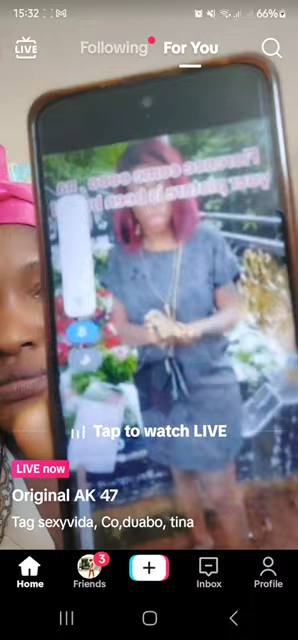 15:32
66%
LIVE
Following
For You
Tap to watch LIVE
LIVE now
Original AK 47
Tag sexyvida, Co,duabo, tina
3
Home
Friends
Inbox
Profile